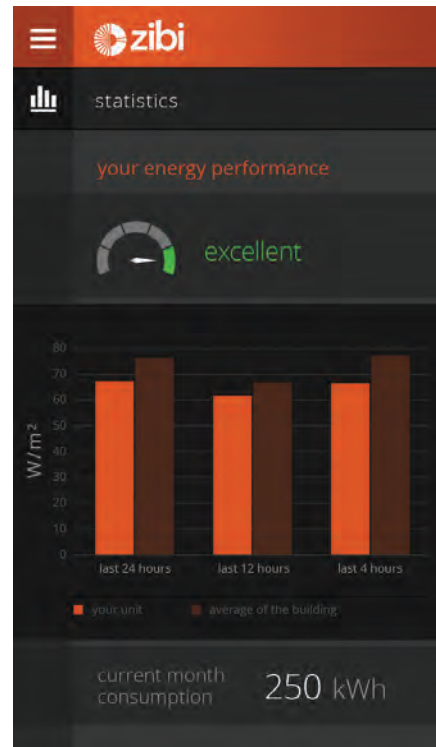 zibi
statistics
your energy performance
excellent
80
70
60
50
40
30
20
10
0
W/m²
last 24 hours last 12 hours last 4 hours
your unit average of the building
current month
consumption
250 kWh